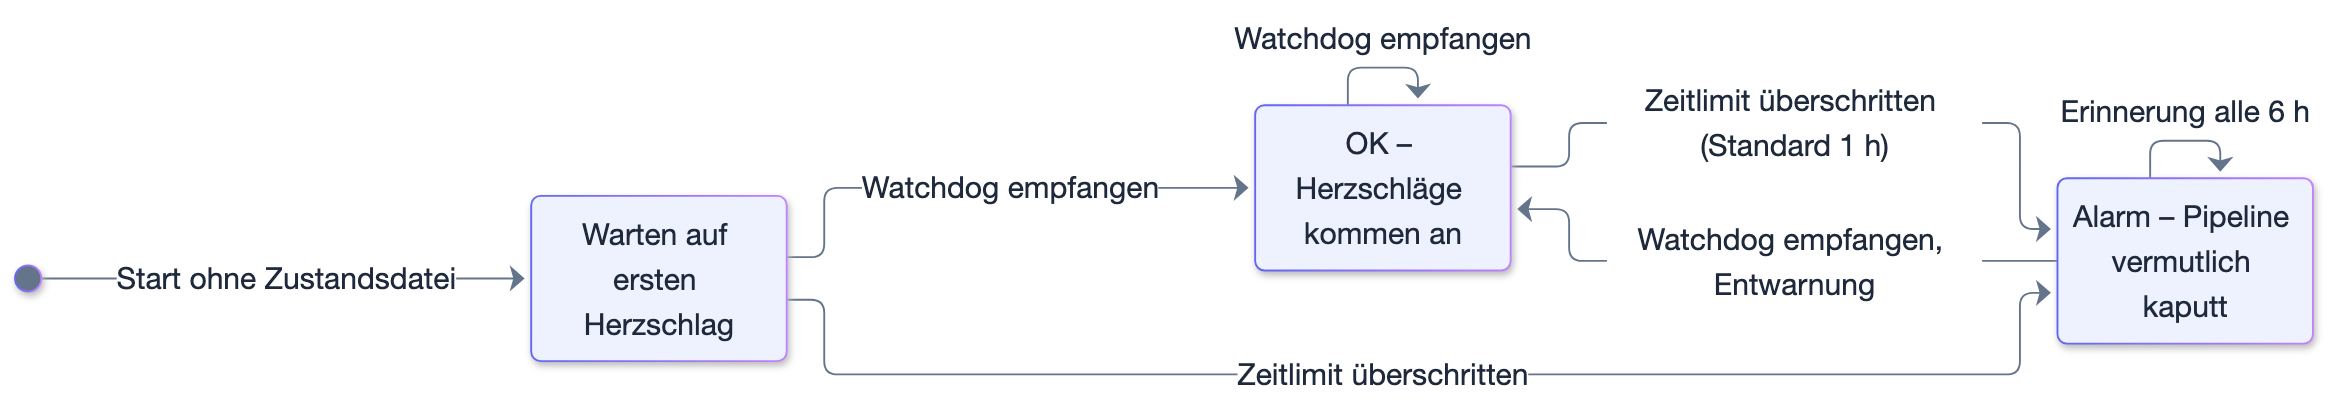 Start ohne Zustandsdatei
Warten auf
ersten
Herzschlag
Watchdog empfangen
Watchdog empfangen
OK –
Herzschläge
kommen an
Zeitlimit überschritten
(Standard 1 h)
Watchdog empfangen,
Entwarnung
Zeitlimit überschritten
Erinnerung alle 6 h
Alarm – Pipeline
vermutlich
kaputt